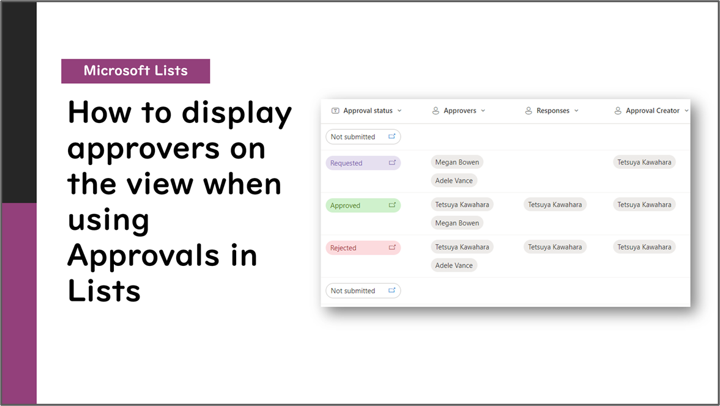 Microsoft Lists
How to display
approvers on
the view when
using
Approvals in
Lists
Approval status Approvers Responses Approval Creator
Not submitted
Requested Megan Bowen Tetsuya Kawahara
Adele Vance
Approved Tetsuya Kawahara Tetsuya Kawahara Tetsuya Kawahara
Megan Bowen
Rejected Tetsuya Kawahara Tetsuya Kawahara Tetsuya Kawahara
Adele Vance
Not submitted